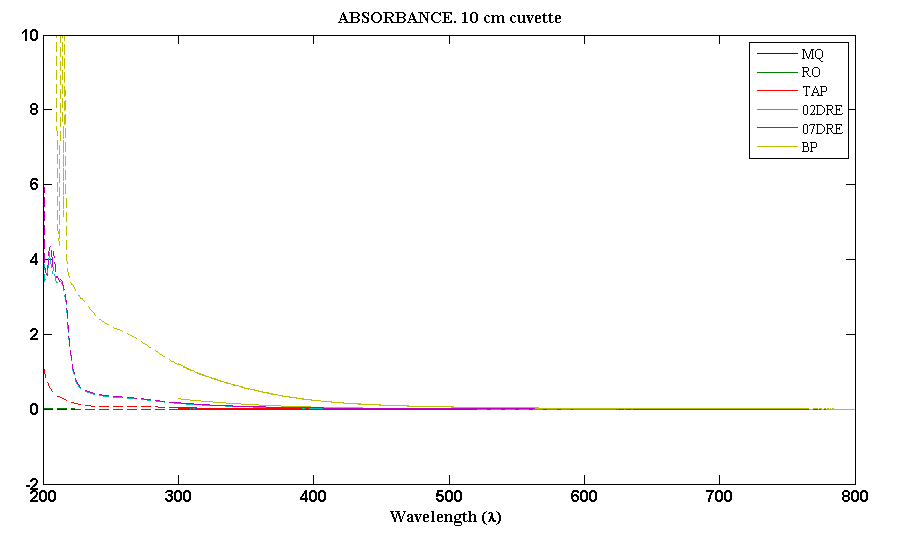 ABSORBANCE. 10 cm cuvette
10
8
6
4
2
0
-2
200 300 400 500 600 700 800
Wavelength (λ)
MQ
RO
TAP
02DRE
07DRE
BP